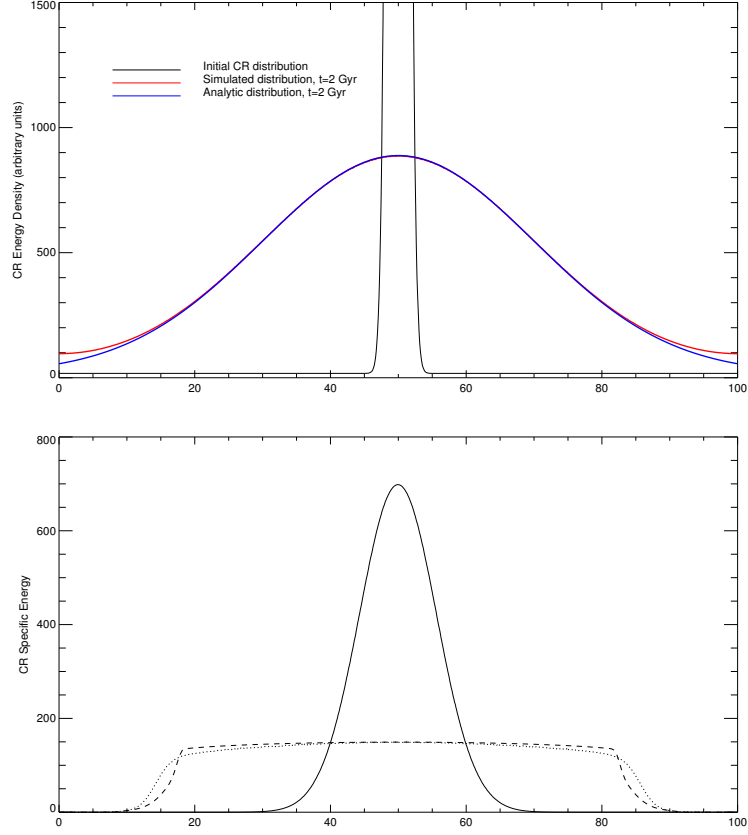 1500
1000
500
0
CR Energy Density (arbitrary units)
Initial CR distribution
Simulated distribution, t=2 Gyr
Analytic distribution, t=2 Gyr
0 20 40 60 80 100
800
600
400
200
0
CR Specific Energy
0 20 40 60 80 100